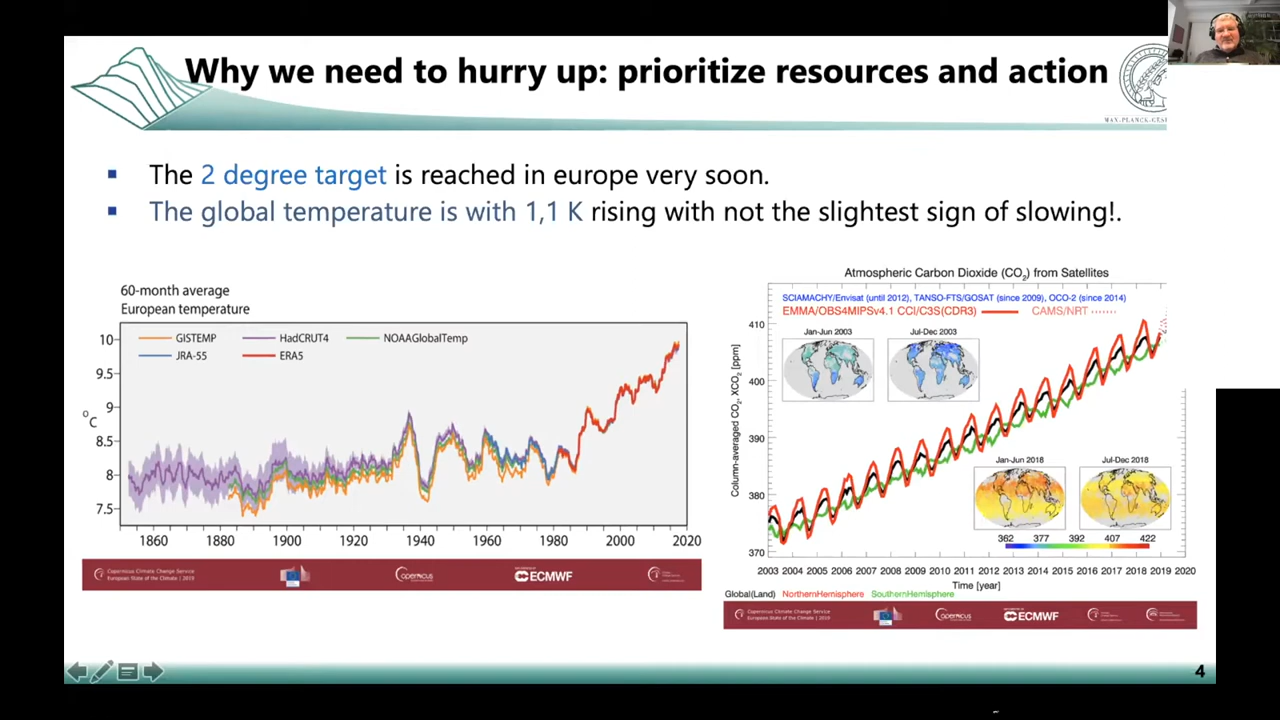 Why we need to hurry up: prioritize resources and action
MAX-PLANCK-GES
▪ The 2 degree target is reached in europe very soon.
▪ The global temperature is with 1,1 K rising with not the slightest sign of slowing!.
60-month average
European temperature
GISTEMP HadCRUT4 NOAAGlobalTemp
JRA-55 ERA5
10
9.5
9
°C
8.5
8
7.5
1860 1880 1900 1920 1940 1960 1980 2000 2020
Copernicus Climate Change Service
European State of the Climate | 2019
Copernicus
ECMWF
Atmospheric Carbon Dioxide (CO2) from Satellites
SCIAMACHY/Envisat (until 2012), TANSO-FTS/GOSAT (since 2009), OCO-2 (since 2014)
EMMA/OBS4MIPSv4.1 CCI/C3S(CDR3) CAMS/NRT
Jan-Jun 2003 Jul-Dec 2003
410
400
390
380
370
Column-averaged CO2, XCO2 [ppm]
Jan-Jun 2018 Jul-Dec 2018
362 377 392 407 422
2003 2004 2005 2006 2007 2008 2009 2010 2011 2012 2013 2014 2015 2016 2017 2018 2019 2020
Time [year]
Global(Land) NorthernHemisphere SouthernHemisphere
Copernicus Climate Change Service
European State of the Climate | 2019
Copernicus
ECMWF
4